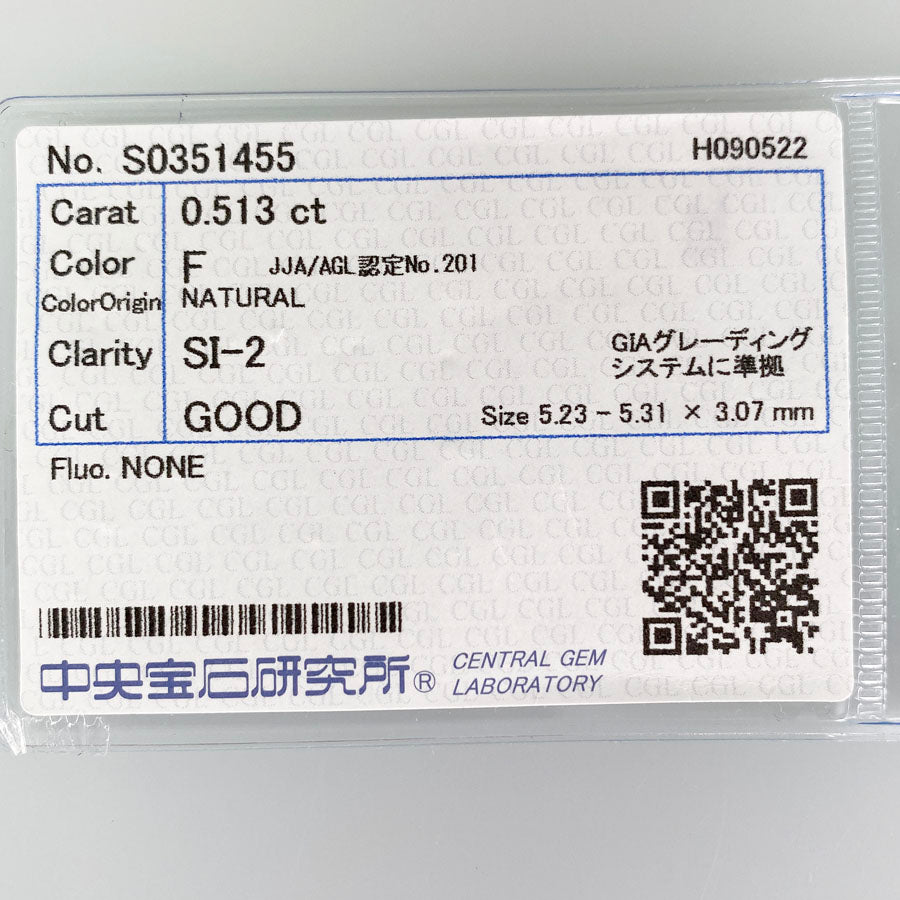 No. S0351455
H090522
Carat 0.513 ct
Color F JJA/AGL認定No.201
ColorOrigin NATURAL
Clarity SI-2
GIAグレーディング
システムに準拠
Cut GOOD Size 5.23 - 5.31 × 3.07 mm
Fluo. NONE
中央宝石研究所® CENTRAL GEM
LABORATORY